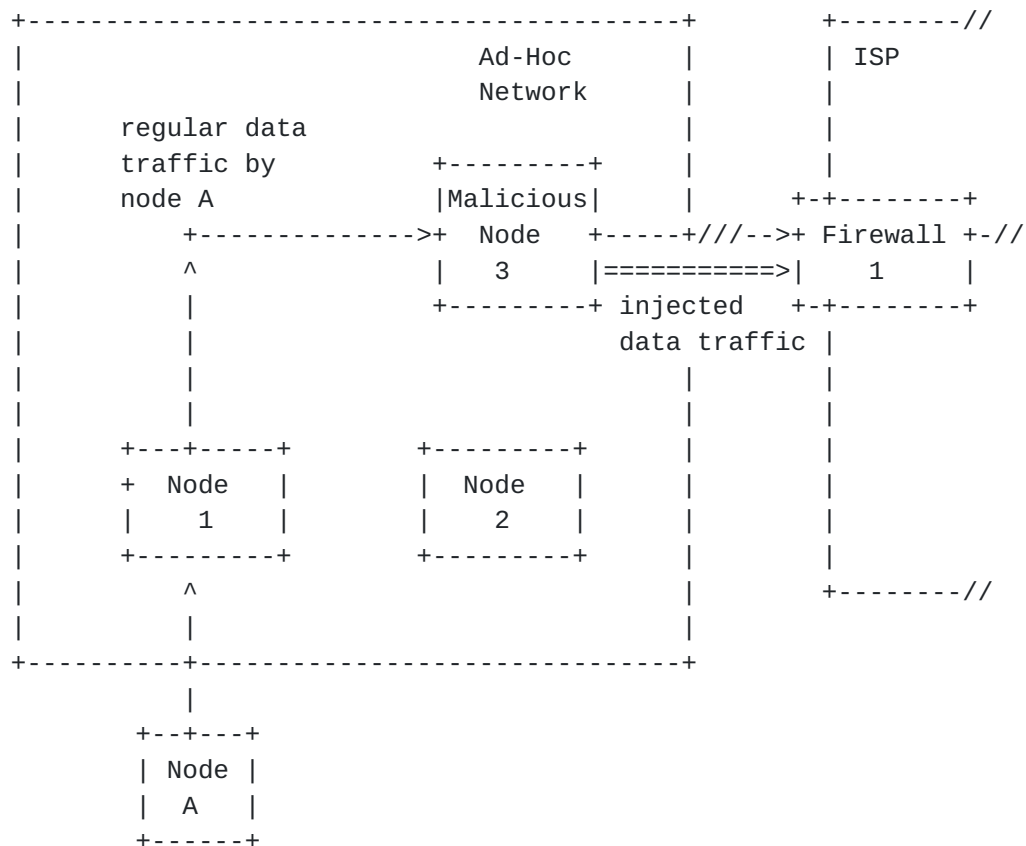 +------------------------------------------+        +--------//
|                             Ad-Hoc       |        | ISP
|                             Network      |        |
|      regular data                        |        |
|      traffic by          +---------+     |        |
|      node A              |Malicious|     |      +-+--------+
|          +-------------->+  Node   +-----+///-->+ Firewall +-//
|          ^               |   3     |===========>|    1     |
|          |               +---------+ injected   +-+--------+
|          |                           data traffic |
|          |                               |        |
|          |                               |        |
|      +---+-----+        +---------+      |        |
|      +  Node   |        |  Node   |      |        |
|      |    1    |        |    2    |      |        |
|      +---------+        +---------+      |        |
|          ^                               |        +--------//
|          |                               |
+----------+-------------------------------+
           |
        +--+---+
        | Node |
        |  A   |
        +------+